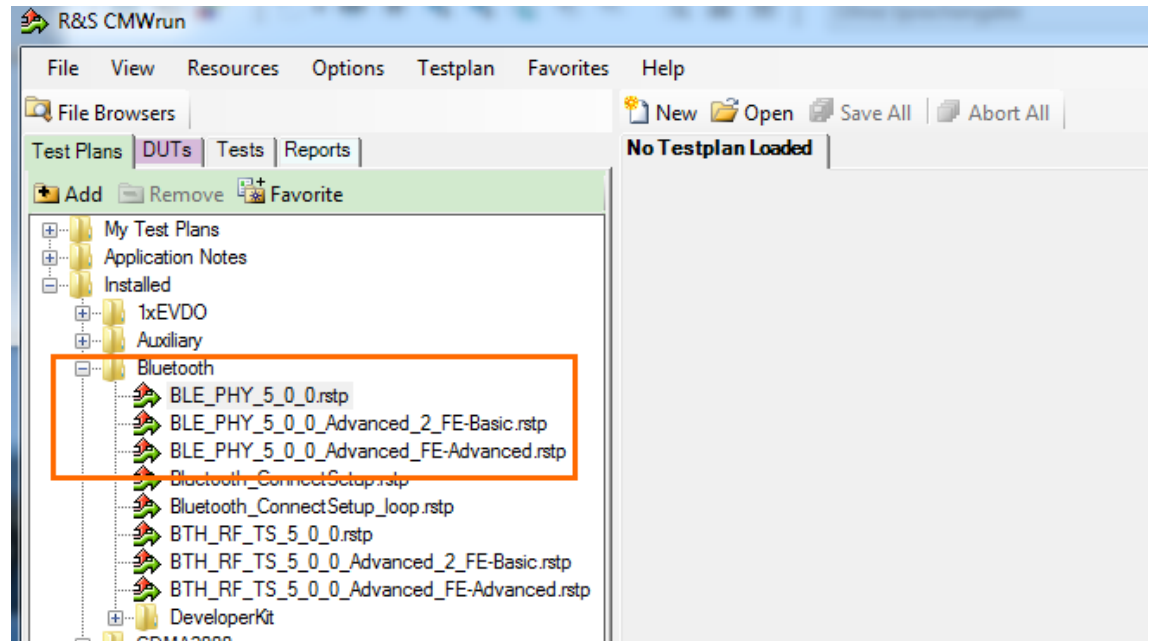 R&S CMWrun
File View Resources Options Testplan Favorites Help
File Browsers
New Open Save All Abort All
Test Plans DUTs Tests Reports
No Testplan Loaded
Add Remove Favorite
My Test Plans
Application Notes
Installed
1xEVDO
Auxiliary
Bluetooth
BLE_PHY_5_0_0.rstp
BLE_PHY_5_0_0_Advanced_2_FE-Basic.rstp
BLE_PHY_5_0_0_Advanced_FE-Advanced.rstp
Bluetooth_ConnectSetup.rstp
Bluetooth_ConnectSetup_loop.rstp
BTH_RF_TS_5_0_0.rstp
BTH_RF_TS_5_0_0_Advanced_2_FE-Basic.rstp
BTH_RF_TS_5_0_0_Advanced_FE-Advanced.rstp
DeveloperKit
CDMA2000